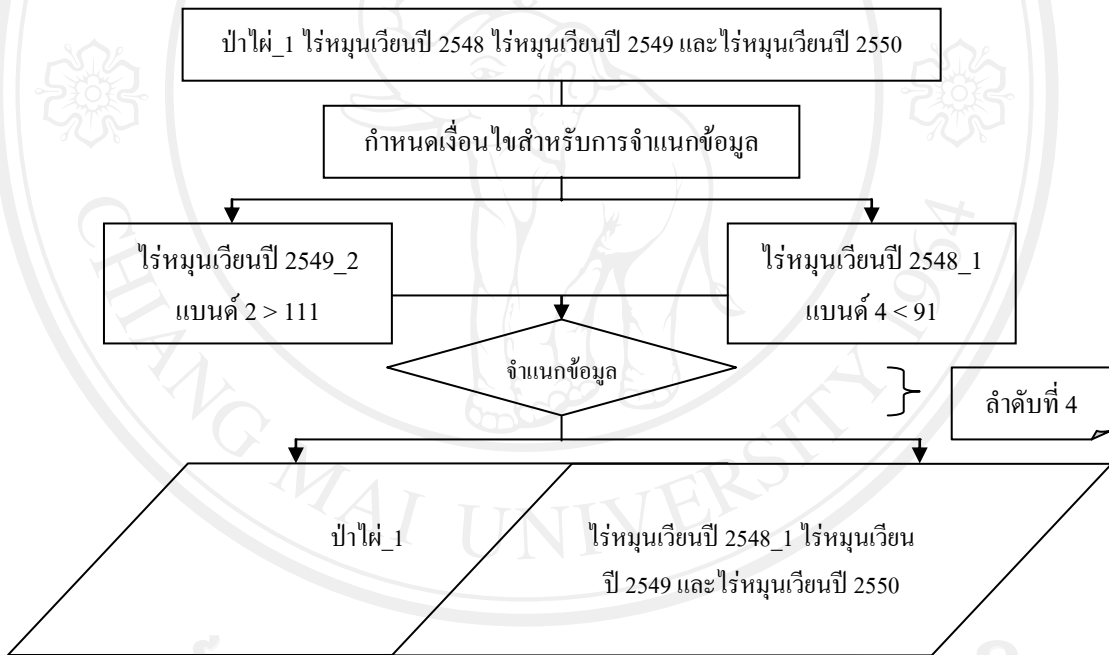 ป่าไผ่_1 ไร่หมุนเวียนปี 2548 ไร่หมุนเวียนปี 2549 และไร่หมุนเวียนปี 2550
กำหนดเงื่อนไขสำหรับการจำแนกข้อมูล
ไร่หมุนเวียนปี 2549_2
แบนด์ 2 > 111
ไร่หมุนเวียนปี 2548_1
แบนด์ 4 < 91
จำแนกข้อมูล
ลำดับที่ 4
ป่าไผ่_1
ไร่หมุนเวียนปี 2548_1 ไร่หมุนเวียน
ปี 2549 และไร่หมุนเวียนปี 2550
CHIANG MAI UNIVERSITY 1964